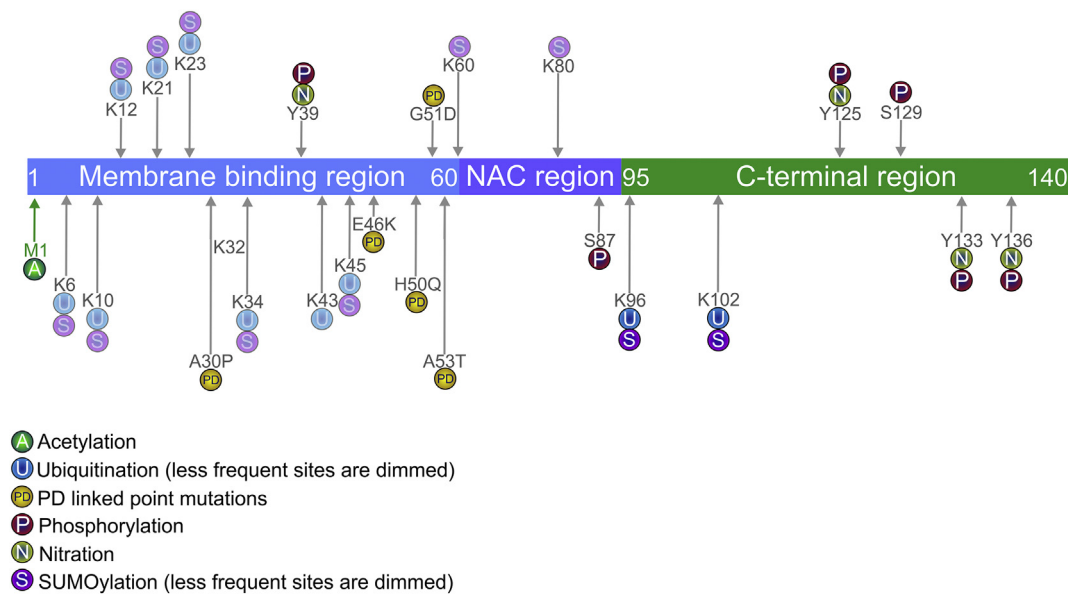 S
U
K23
S
U
K21
S
U
K12
P
N
Y39
PD
G51D
S
K60
S
K80
P
N
Y125
P
S129
1 Membrane binding region 60 NAC region 95 C-terminal region 140
M1
A
K6
U
S
K10
U
S
K32
A30P
PD
K34
U
S
K43
U
K45
U
S
E46K
PD
H50Q
PD
A53T
PD
S87
P
K96
U
S
K102
U
S
Y133
N
P
Y136
N
P
A Acetylation
U Ubiquitination (less frequent sites are dimmed)
PD PD linked point mutations
P Phosphorylation
N Nitration
S SUMOylation (less frequent sites are dimmed)